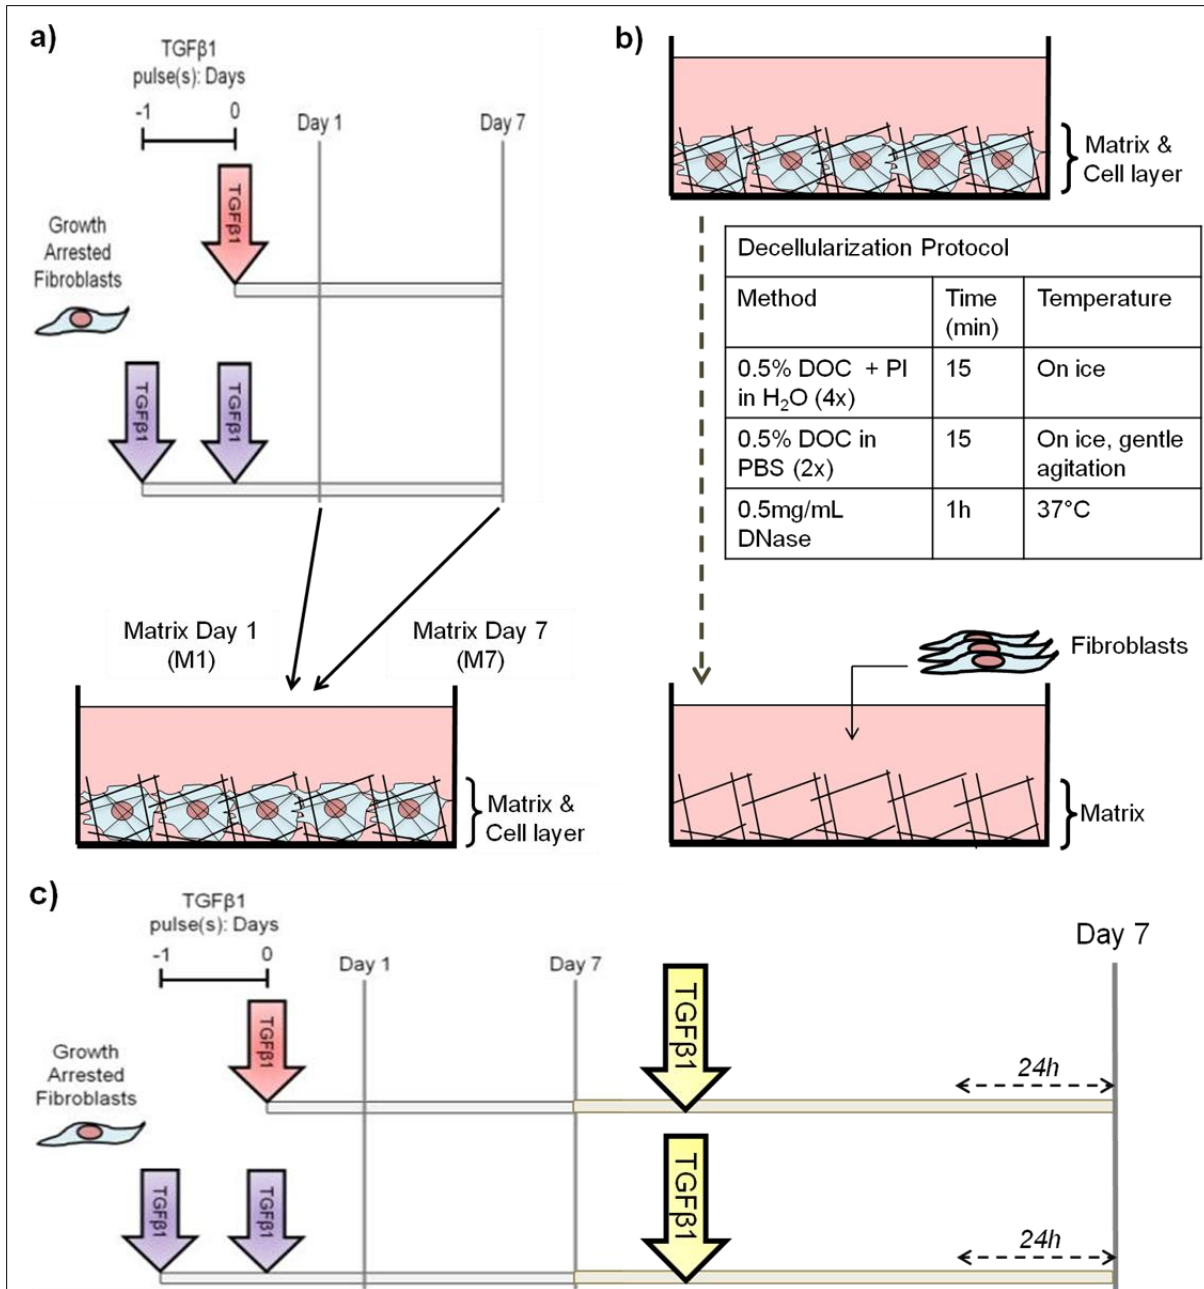 a)
TGFβ1
pulse(s): Days
-1
0
Day 1
Day 7
TGFβ1
Growth
Arrested
Fibroblasts
TGFβ1
TGFβ1
Matrix Day 1
(M1)
Matrix Day 7
(M7)
Matrix &
Cell layer
b)
Matrix &
Cell layer
Decellularization Protocol
Method
Time
(min)
Temperature
0.5% DOC + PI
in H₂O (4x)
15
On ice
0.5% DOC in
PBS (2x)
15
On ice, gentle
agitation
0.5mg/mL
DNase
1h
37°C
Fibroblasts
Matrix
c)
TGFβ1
pulse(s): Days
-1
0
Day 1
Day 7
Day 7
TGFβ1
TGFβ1
24h
Growth
Arrested
Fibroblasts
TGFβ1
TGFβ1
TGFβ1
24h